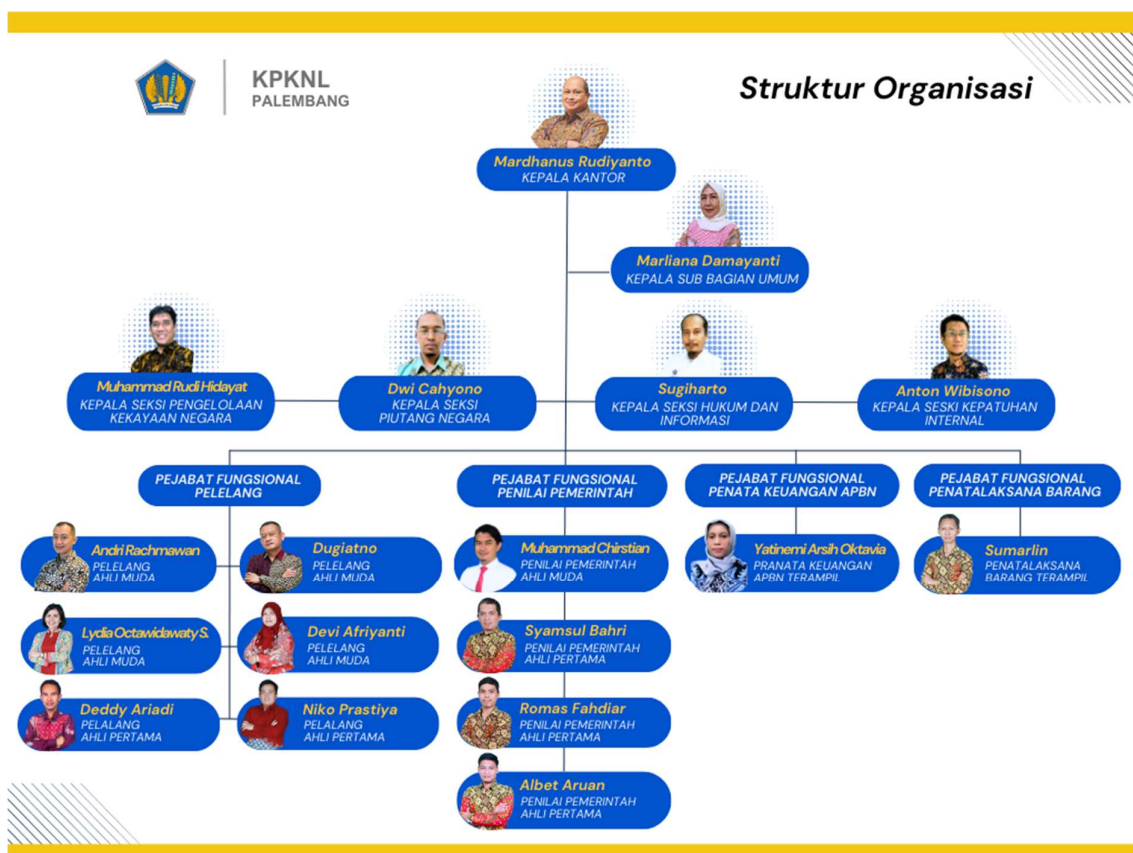 KPKNL
PALEMBANG
Struktur Organisasi
Mardhanus Rudiyanto
KEPALA KANTOR
Marliana Damayanti
KEPALA SUB BAGIAN UMUM
Muhammad Rudi Hidayat
KEPALA SEKSI PENGELOLAAN
KEKAYAAN NEGARA
Dwi Cahyono
KEPALA SEKSI
PIUTANG NEGARA
Sugiharto
KEPALA SEKSI HUKUM DAN
INFORMASI
Anton Wibisono
KEPALA SESKI KEPATUHAN
INTERNAL
PEJABAT FUNGSIONAL
PELELANG
PEJABAT FUNGSIONAL
PENILAI PEMERINTAH
PEJABAT FUNGSIONAL
PENATA KEUANGAN APBN
PEJABAT FUNGSIONAL
PENATALAKSANA BARANG
Andri Rachmawan
PELELANG
AHLI MUDA
Dugiatno
PELELANG
AHLI MUDA
Muhammad Chirstian
PENILAI PEMERINTAH
AHLI MUDA
Yatinemi Arsih Oktavia
PRANATA KEUANGAN
APBN TERAMPIL
Sumarlin
PENATALAKSANA
BARANG TERAMPIL
Lydia Octawidawaty S.
PELELANG
AHLI MUDA
Devi Afriyanti
PELELANG
AHLI MUDA
Syamsul Bahri
PENILAI PEMERINTAH
AHLI PERTAMA
Deddy Ariadi
PELALANG
AHLI PERTAMA
Niko Prastiya
PELALANG
AHLI PERTAMA
Romas Fahdiar
PENILAI PEMERINTAH
AHLI PERTAMA
Albet Aruan
PENILAI PEMERINTAH
AHLI PERTAMA